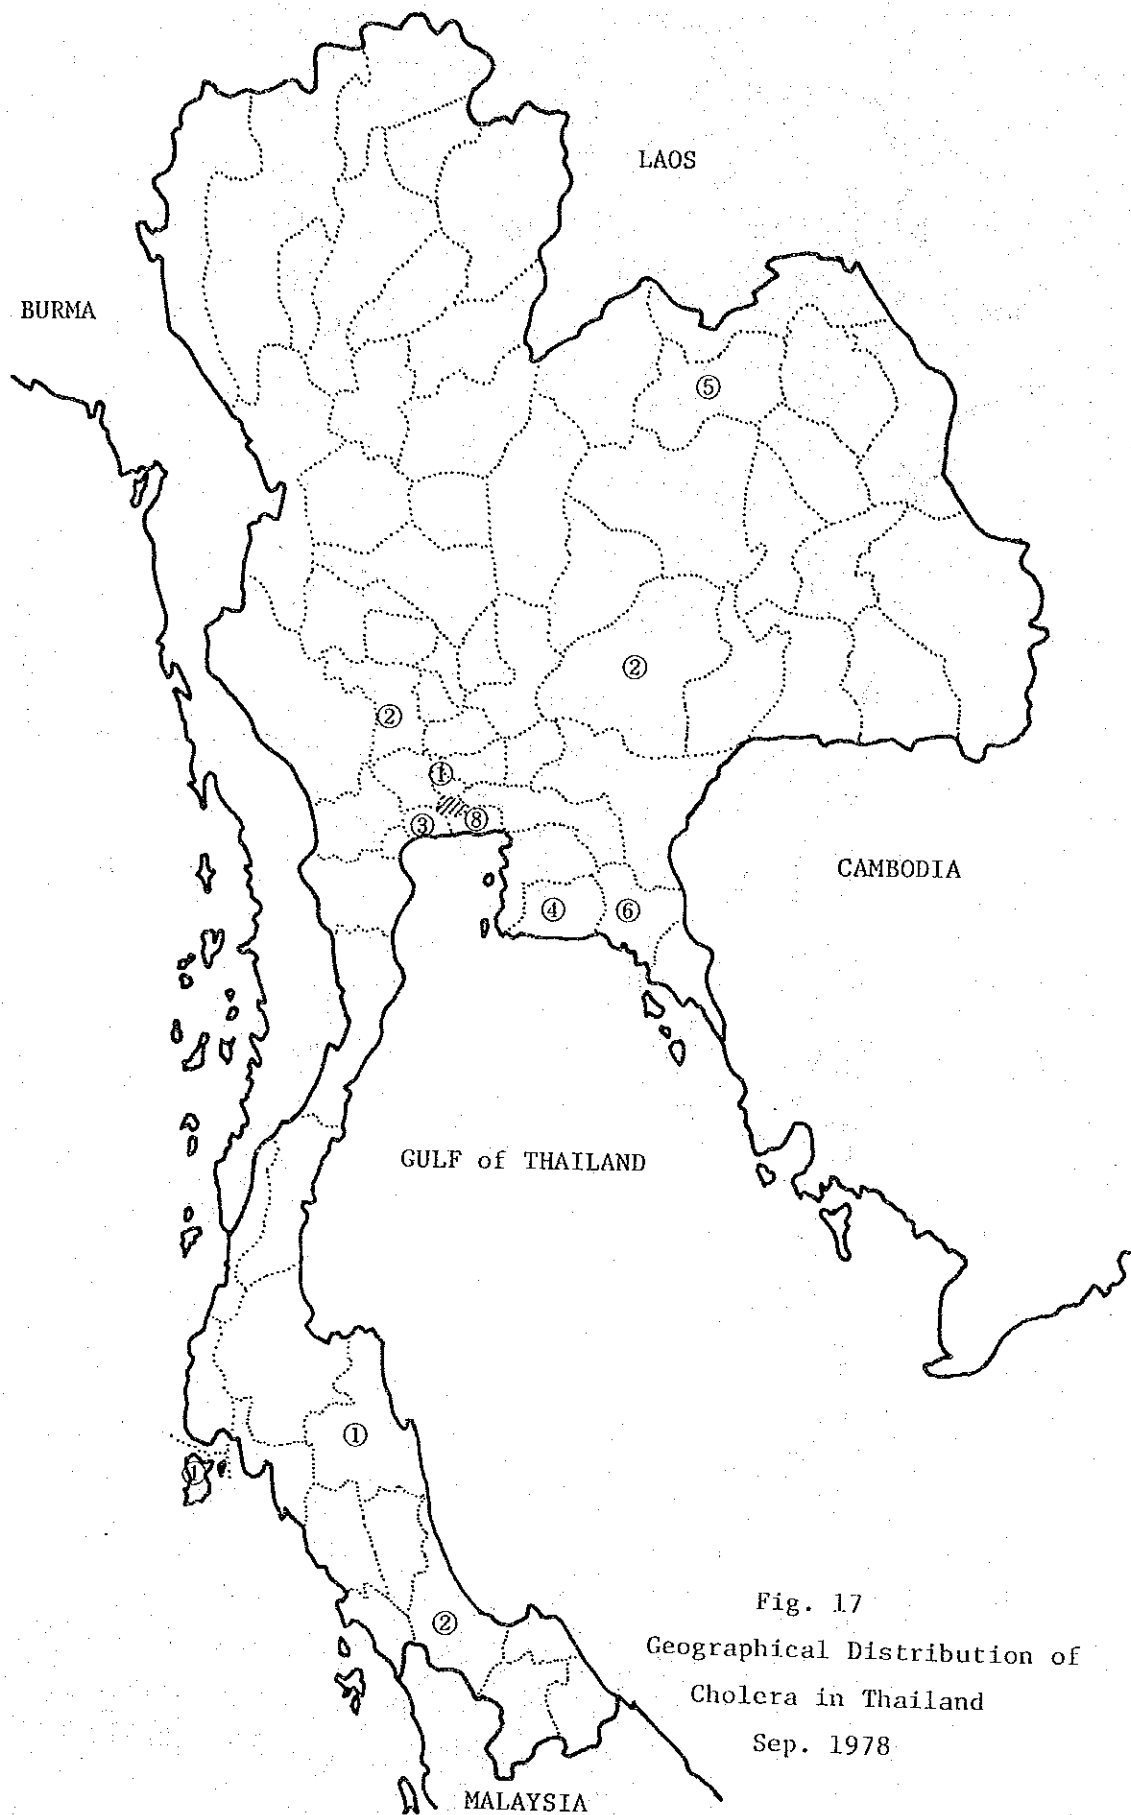 LAOS
BURMA
⑤
②
②
①
③
⑧
CAMBODIA
④
⑥
GULF of THAILAND
①
①
②
Fig. 17
Geographical Distribution of
Cholera in Thailand
Sep. 1978
MALAYSIA